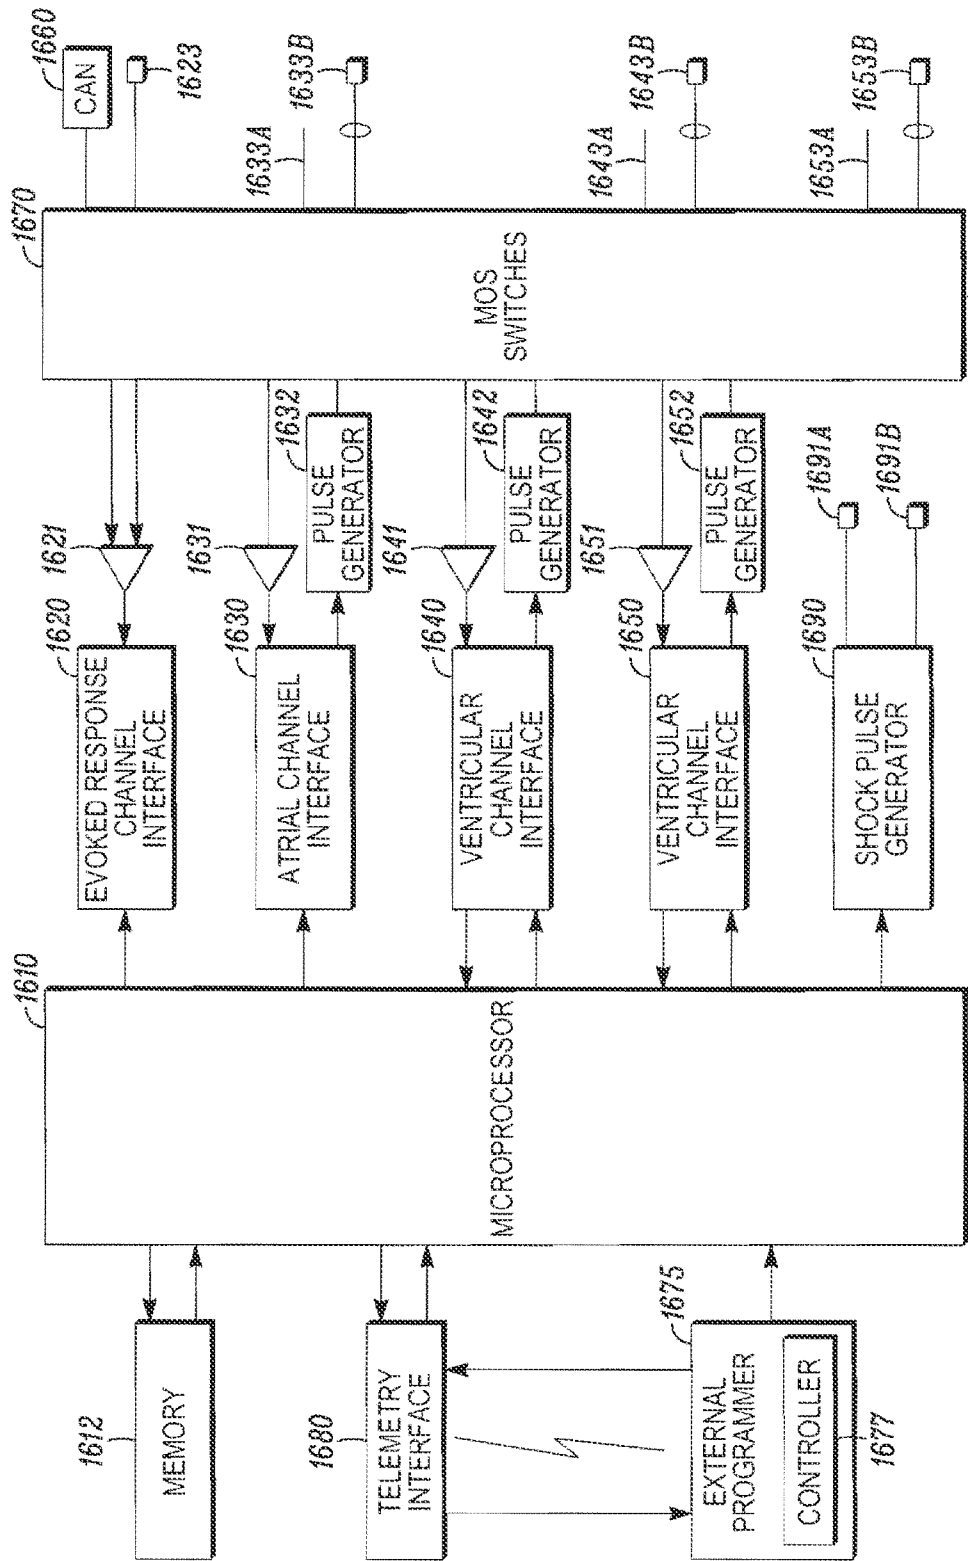 1612
MEMORY
1680
TELEMETRY
INTERFACE
1675
EXTERNAL
PROGRAMMER
CONTROLLER
1677
1610
MICROPROCESSOR
1620
EVOKED RESPONSE
CHANNEL
INTERFACE
1621
1630
ATRIAL CHANNEL
INTERFACE
1631
1632
PULSE
GENERATOR
1640
VENTRICULAR
CHANNEL
INTERFACE
1641
1642
PULSE
GENERATOR
1650
VENTRICULAR
CHANNEL
INTERFACE
1651
1652
PULSE
GENERATOR
1690
SHOCK PULSE
GENERATOR
1691A
1691B
1670
MOS
SWITCHES
1660
CAN
1623
1633A
1633B
1643A
1643B
1653A
1653B